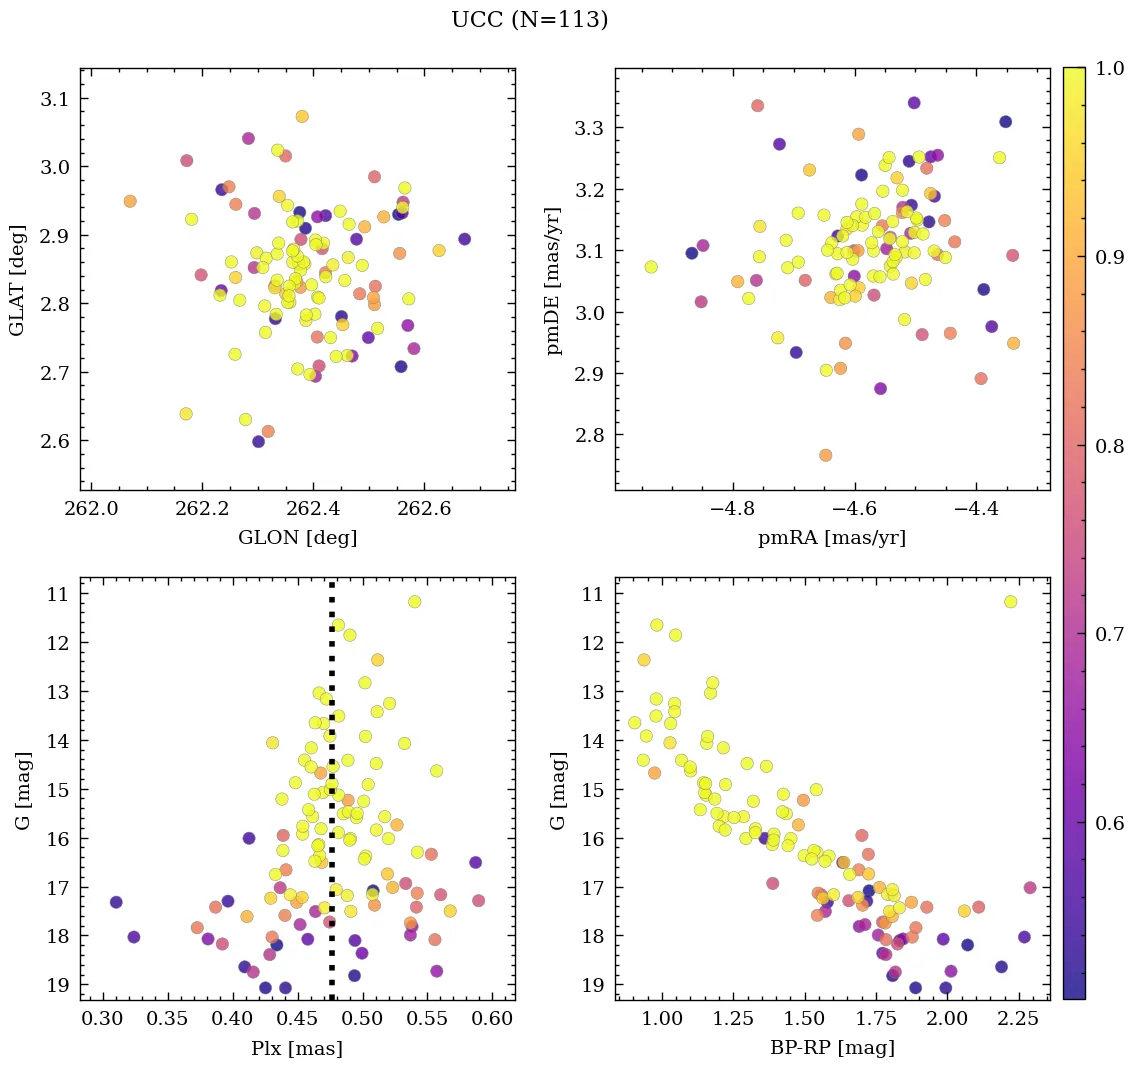 UCC (N=113)
3.1
3.0
2.9
2.8
2.7
2.6
GLAT [deg]
262.0 262.2 262.4 262.6
GLON [deg]
3.3
3.2
3.1
3.0
2.9
2.8
pmDE [mas/yr]
−4.8 −4.6 −4.4
pmRA [mas/yr]
1.0
0.9
0.8
0.7
0.6
11
12
13
14
15
16
17
18
19
G [mag]
0.30 0.35 0.40 0.45 0.50 0.55 0.60
Plx [mas]
11
12
13
14
15
16
17
18
19
G [mag]
1.00 1.25 1.50 1.75 2.00 2.25
BP-RP [mag]